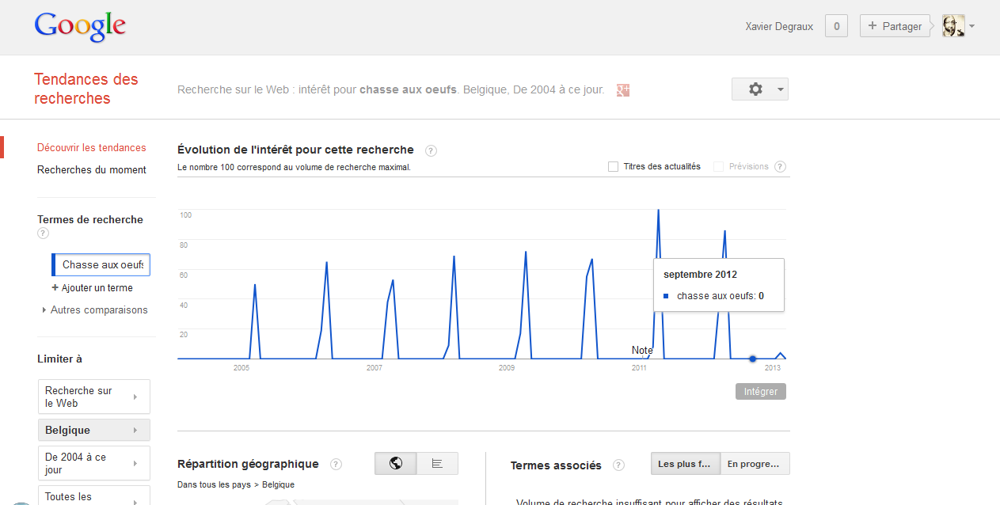 Google
Xavier Degraux
0
+ Partager
Tendances des
recherches
Recherche sur le Web : intérêt pour chasse aux oeufs. Belgique, De 2004 à ce jour.
g+
Découvrir les tendances
Recherches du moment
Termes de recherche
?
Chasse aux oeufs
+ Ajouter un terme
Autres comparaisons
Limiter à
Recherche sur
le Web
Belgique
De 2004 à ce
jour
Toutes les
Évolution de l'intérêt pour cette recherche ?
Le nombre 100 correspond au volume de recherche maximal.
Titres des actualités
Prévisions ?
100
80
60
40
20
septembre 2012
chasse aux oeufs: 0
Note
2005 2007 2009 2011 2013
Intégrer
Répartition géographique ?
Dans tous les pays > Belgique
Termes associés ?
Les plus f... En progre...
Volume de recherche insuffisant pour afficher des résultats